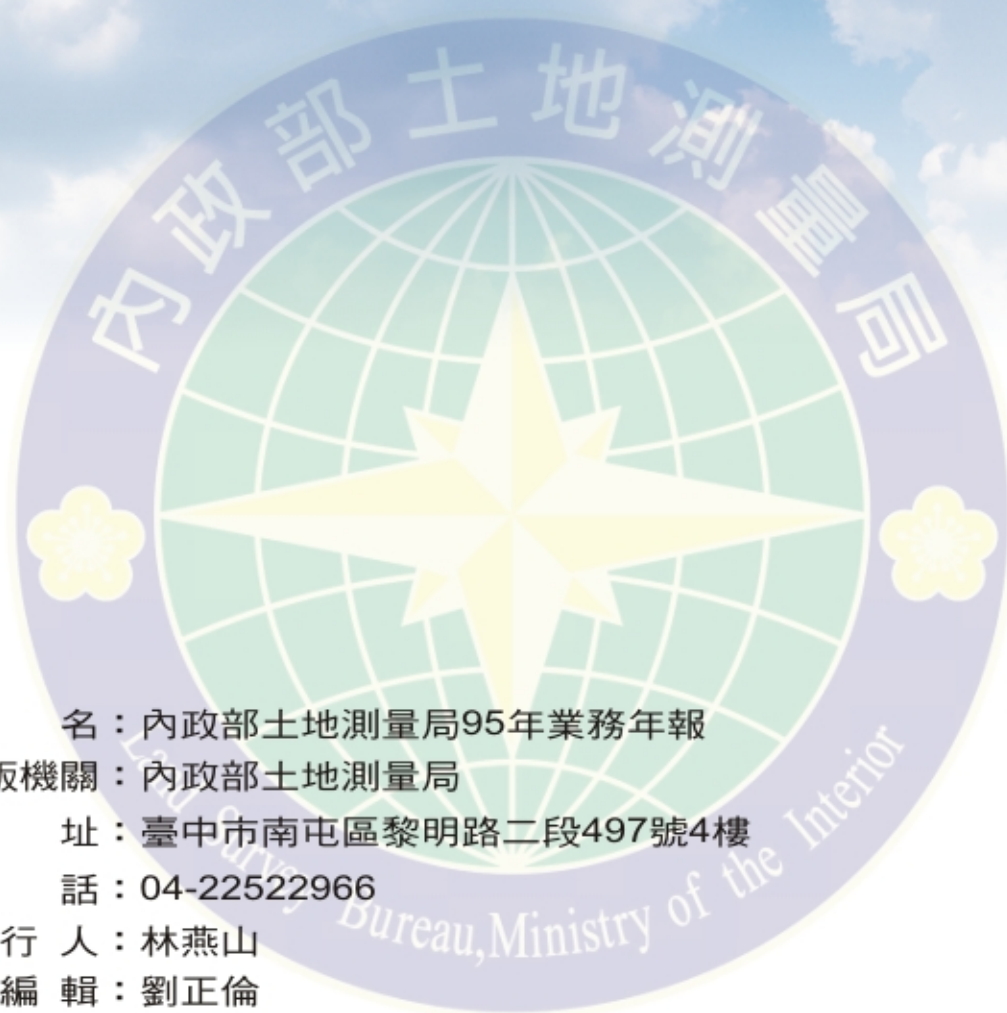 內政部土地測量局
名：內政部土地測量局95年業務年報
版機關：內政部土地測量局
址：臺中市南屯區黎明路二段497號4樓
話：04-22522966
行 人：林燕山
編 輯：劉正倫
Land Survey Bureau,Ministry of the Interior